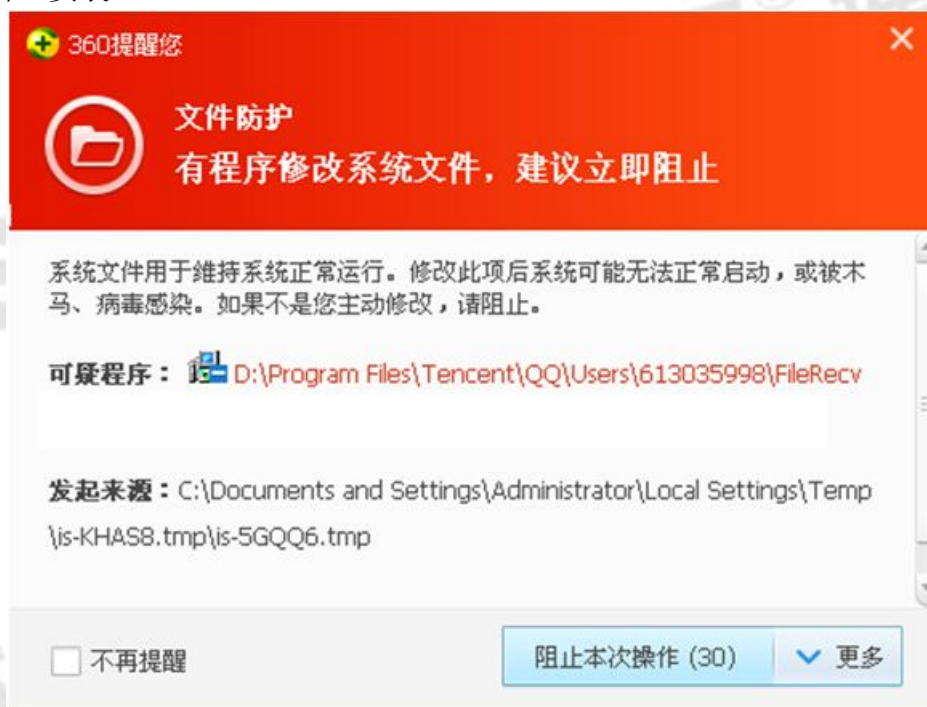 360提醒您
文件防护
有程序修改系统文件，建议立即阻止
系统文件用于维持系统正常运行。修改此项后系统可能无法正常启动，或被木
马、病毒感染。如果不是您主动修改，请阻止。
可疑程序： D:\Program Files\Tencent\QQ\Users\613035998\FileRecv
发起来源：C:\Documents and Settings\Administrator\Local Settings\Temp
\is-KHAS8.tmp\is-5GQQ6.tmp
不再提醒
阻止本次操作 (30)
更多